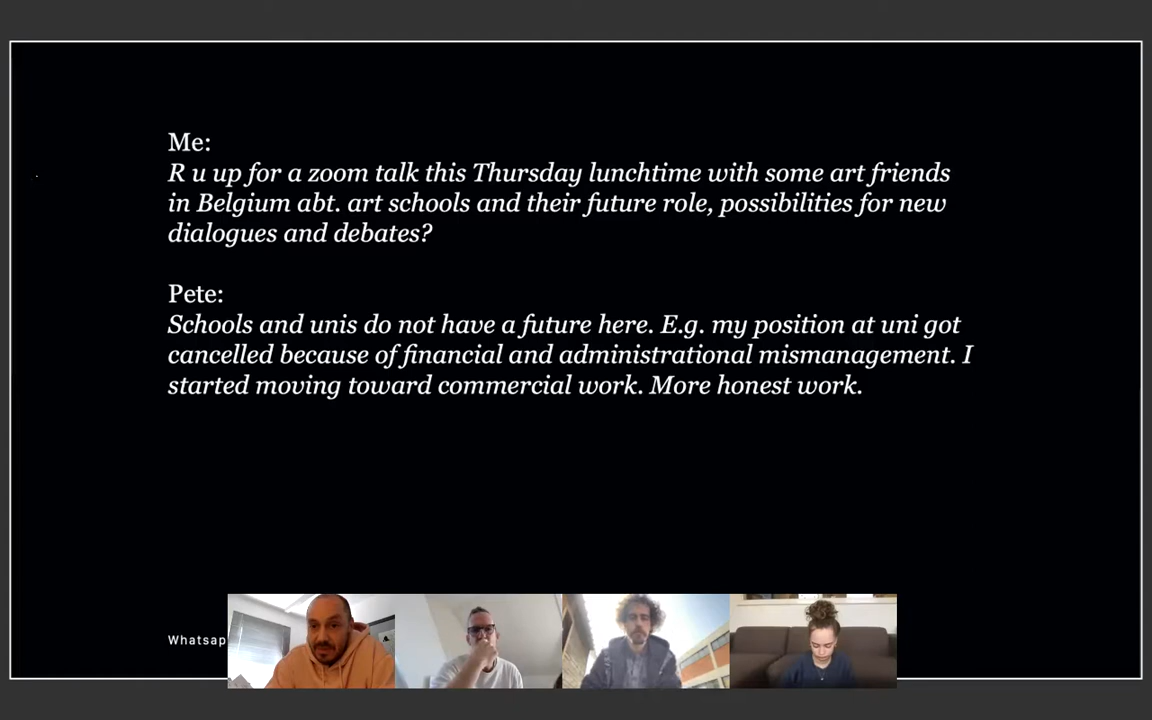 Me:
R u up for a zoom talk this Thursday lunchtime with some art friends
in Belgium abt. art schools and their future role, possibilities for new
dialogues and debates?
Pete:
Schools and unis do not have a future here. E.g. my position at uni got
cancelled because of financial and administrational mismanagement. I
started moving toward commercial work. More honest work.
Whatsap